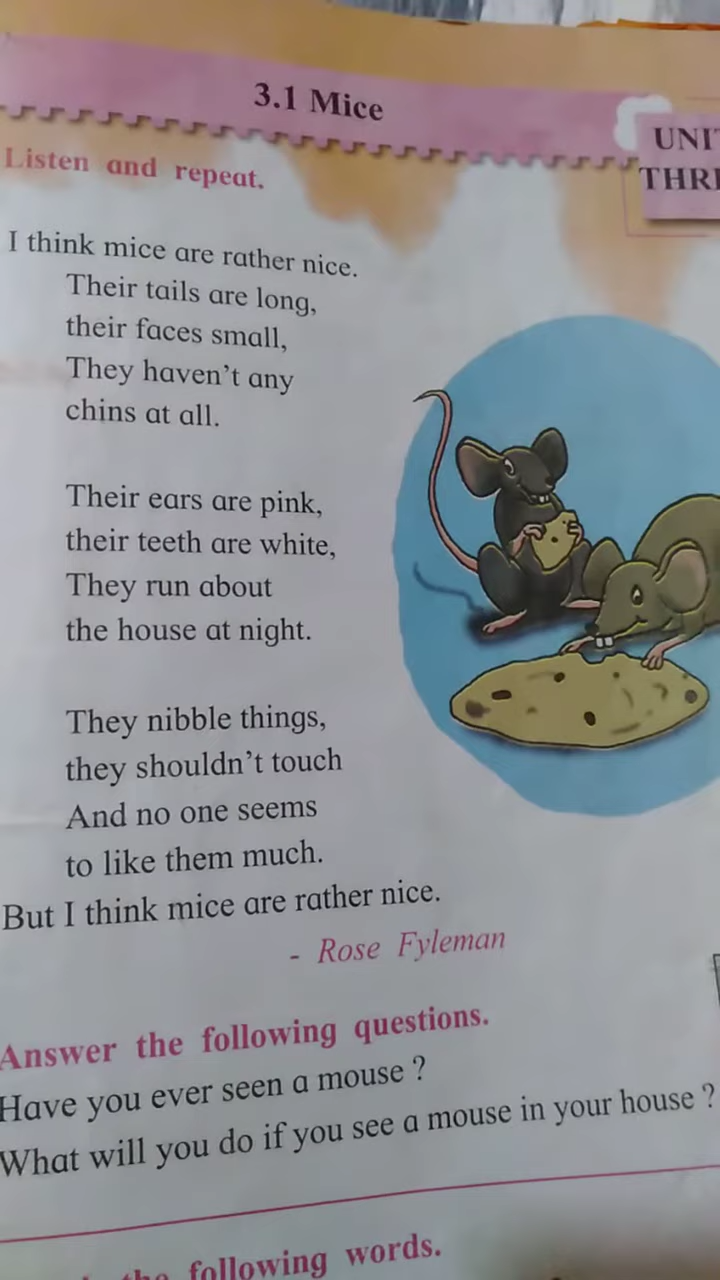 3.1 Mice
Listen and repeat.
I think mice are rather nice.
Their tails are long,
their faces small,
They haven't any
chins at all.
Their ears are pink,
their teeth are white,
They run about
the house at night.
They nibble things,
they shouldn't touch
And no one seems
to like them much.
But I think mice are rather nice.
- Rose Fyleman
Answer the following questions.
Have you ever seen a mouse ?
What will you do if you see a mouse in your house ?
the following words.